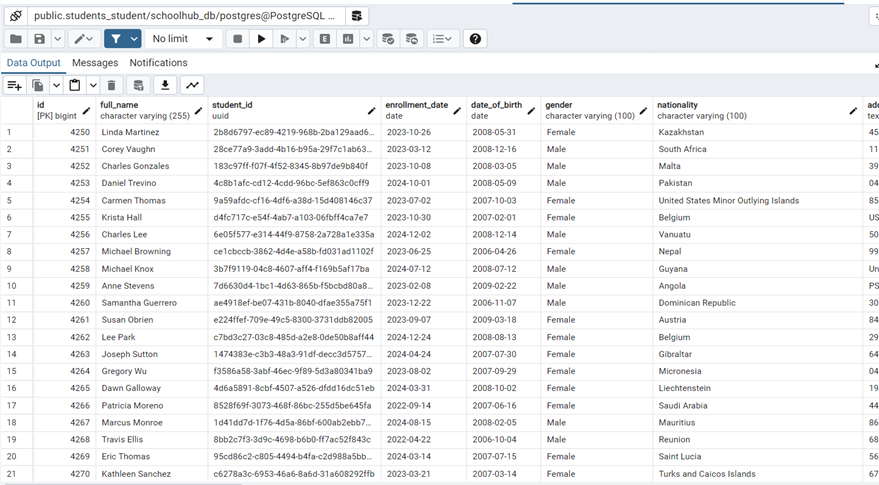 public.students_student/schoolhub_db/postgres@PostgreSQL ...
No limit
Data Output Messages Notifications
id full_name student_id enrollment_date date_of_birth gender nationality
[PK] bigint character varying (255) uuid date date character varying (100) character varying (100)
1 4250 Linda Martinez 2b8d6797-ec89-4219-968b-2ba129aad6... 2023-10-26 2008-05-31 Female Kazakhstan 45
2 4251 Corey Vaughn 28ce77a9-3add-4b16-b95a-29f7c1ab63... 2023-03-12 2008-12-16 Male South Africa 11
3 4252 Charles Gonzales 183c97ff-f07f-4f52-8345-8b97de9b840f 2023-10-08 2008-03-05 Male Malta 39
4 4253 Daniel Trevino 4c8b1afc-cd12-4cdd-96bc-5ef863c0cff9 2024-10-01 2008-05-09 Male Pakistan 04
5 4254 Carmen Thomas 9a59afdc-cf16-4df6-a38d-15d408146c37 2023-07-02 2007-10-03 Female United States Minor Outlying Islands 85
6 4255 Krista Hall d4fc717c-e54f-4ab7-a103-06fbff4ca7e7 2023-10-30 2007-02-01 Female Belgium US
7 4256 Charles Lee 6e05f577-e314-44f9-8758-2a728a1e335a 2024-12-02 2008-12-14 Male Vanuatu 50
8 4257 Michael Browning ce1cbccb-3862-4d4e-a58b-fd031ad1102f 2023-06-25 2006-04-26 Female Nepal 99
9 4258 Michael Knox 3b7f9119-04c8-4607-aff4-f169b5af17ba 2024-07-12 2008-07-12 Male Guyana Un
10 4259 Anne Stevens 7d6630d4-1bc1-4d63-865b-f5bcbd80a8... 2023-02-08 2009-02-22 Male Angola PS
11 4260 Samantha Guerrero ae4918ef-be07-431b-8040-dfae355a75f1 2023-12-22 2006-11-07 Male Dominican Republic 30
12 4261 Susan Obrien e224ffef-709e-49c5-8300-3731ddb82005 2023-09-07 2009-03-18 Female Austria 84
13 4262 Lee Park c7bd3c27-03c8-485d-a2e8-0de50b8aff44 2024-12-24 2008-08-13 Female Belgium 29
14 4263 Joseph Sutton 1474383e-c3b3-48a3-91df-decc3d5757... 2024-04-24 2007-07-30 Female Gibraltar 64
15 4264 Gregory Wu f3586a58-3abf-46ec-9f89-5d3a80341ba9 2023-08-02 2007-09-29 Female Micronesia 04
16 4265 Dawn Galloway 4d6a5891-8cbf-4507-a526-dfdd16dc51eb 2024-03-31 2008-10-02 Female Liechtenstein 19
17 4266 Patricia Moreno 8528f69f-3073-468f-86bc-255d5be645fa 2022-09-14 2007-06-16 Female Saudi Arabia 44
18 4267 Marcus Monroe 1d41dd7d-1f76-4d5a-86bf-600ab2ebb7... 2024-08-15 2008-02-05 Male Mauritius 86
19 4268 Travis Ellis 8bb2c7f3-3d9c-4698-b6b0-ff7ac52f843c 2022-04-22 2006-10-04 Male Reunion 68
20 4269 Eric Thomas 95cd86c2-c805-4494-b4fa-c2d988a5bb... 2024-03-14 2007-07-15 Female Saint Lucia 56
21 4270 Kathleen Sanchez c6278a3c-6953-46a6-8a6d-31a608292ffb 2023-03-21 2007-03-14 Female Turks and Caicos Islands 67